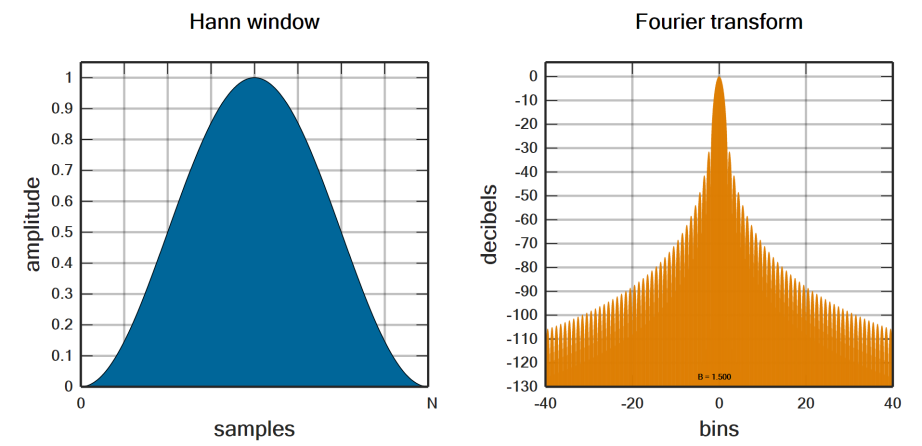 Hann window
Fourier transform
amplitude
1
0.9
0.8
0.7
0.6
0.5
0.4
0.3
0.2
0.1
0
0 N
samples
decibels
0
-10
-20
-30
-40
-50
-60
-70
-80
-90
-100
-110
-120
-130
B = 1.500
-40 -20 0 20 40
bins